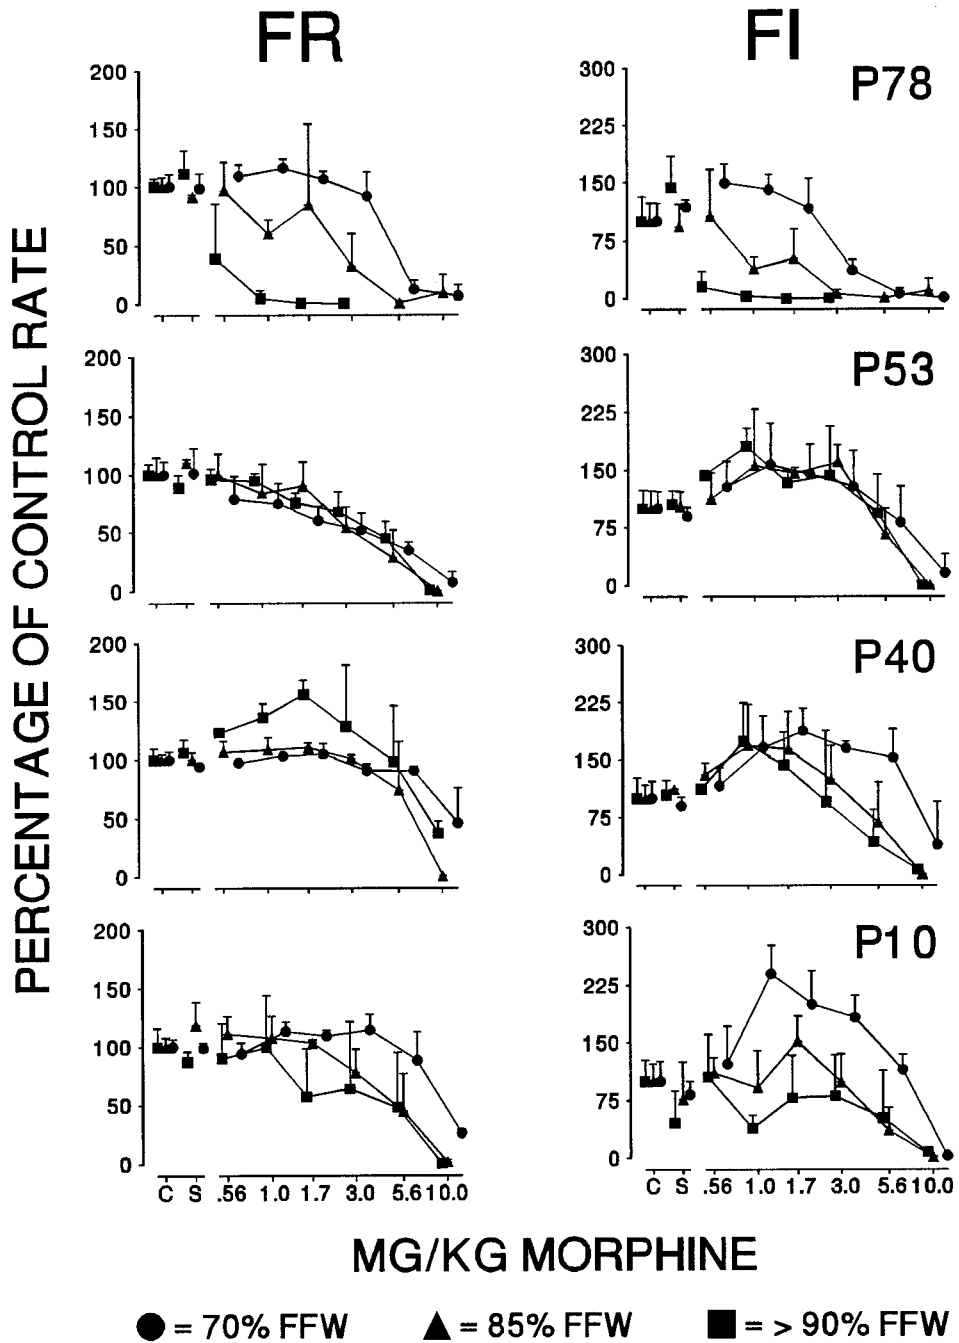 FR FI
P78
200 150 100 50 0
300 225 150 75 0
P53
200 150 100 50 0
300 225 150 75 0
P40
200 150 100 50 0
300 225 150 75 0
P10
200 150 100 50 0
300 225 150 75 0
C S .56 1.0 1.7 3.0 5.6 10.0
C S .56 1.0 1.7 3.0 5.6 10.0
PERCENTAGE OF CONTROL RATE
MG/KG MORPHINE
= 70% FFW = 85% FFW = > 90% FFW